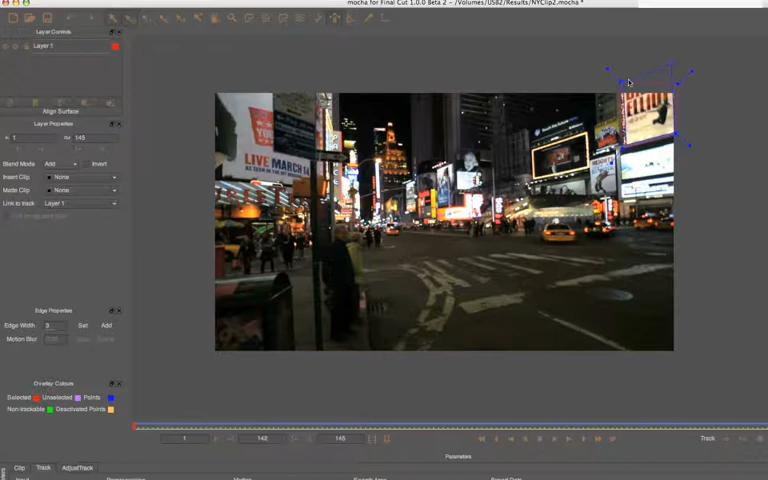 mocha for Final Cut 1.0.0 Beta 2 - /Volumes/USB2/Results/NYClip2.mocha *
Layer Controls
Layer 1
Align Surface
Layer Properties
1
145
Blend Mode Add Invert
Insert Clip None
Matte Clip None
Link to track Layer 1
LIVE MARCH
Edge Properties
Edge Width 3 Set Add
Motion Blur
Overlay Colours
Selected Unselected Points
Non-trackable Deactivated Points
1 142 145 Track
Parameters
Clip Track AdjustTrack